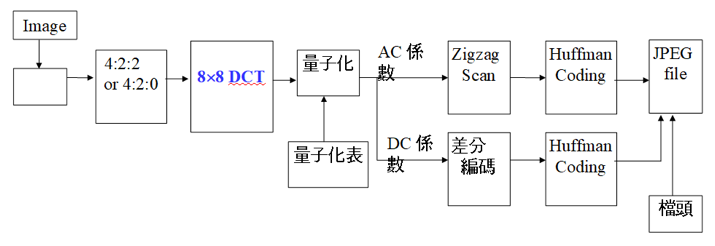 Image
4:2:2
or 4:2:0
8×8 DCT
量子化
量子化表
AC 係
數
DC 係
數
Zigzag
Scan
差分
編碼
Huffman
Coding
Huffman
Coding
JPEG
file
檔頭